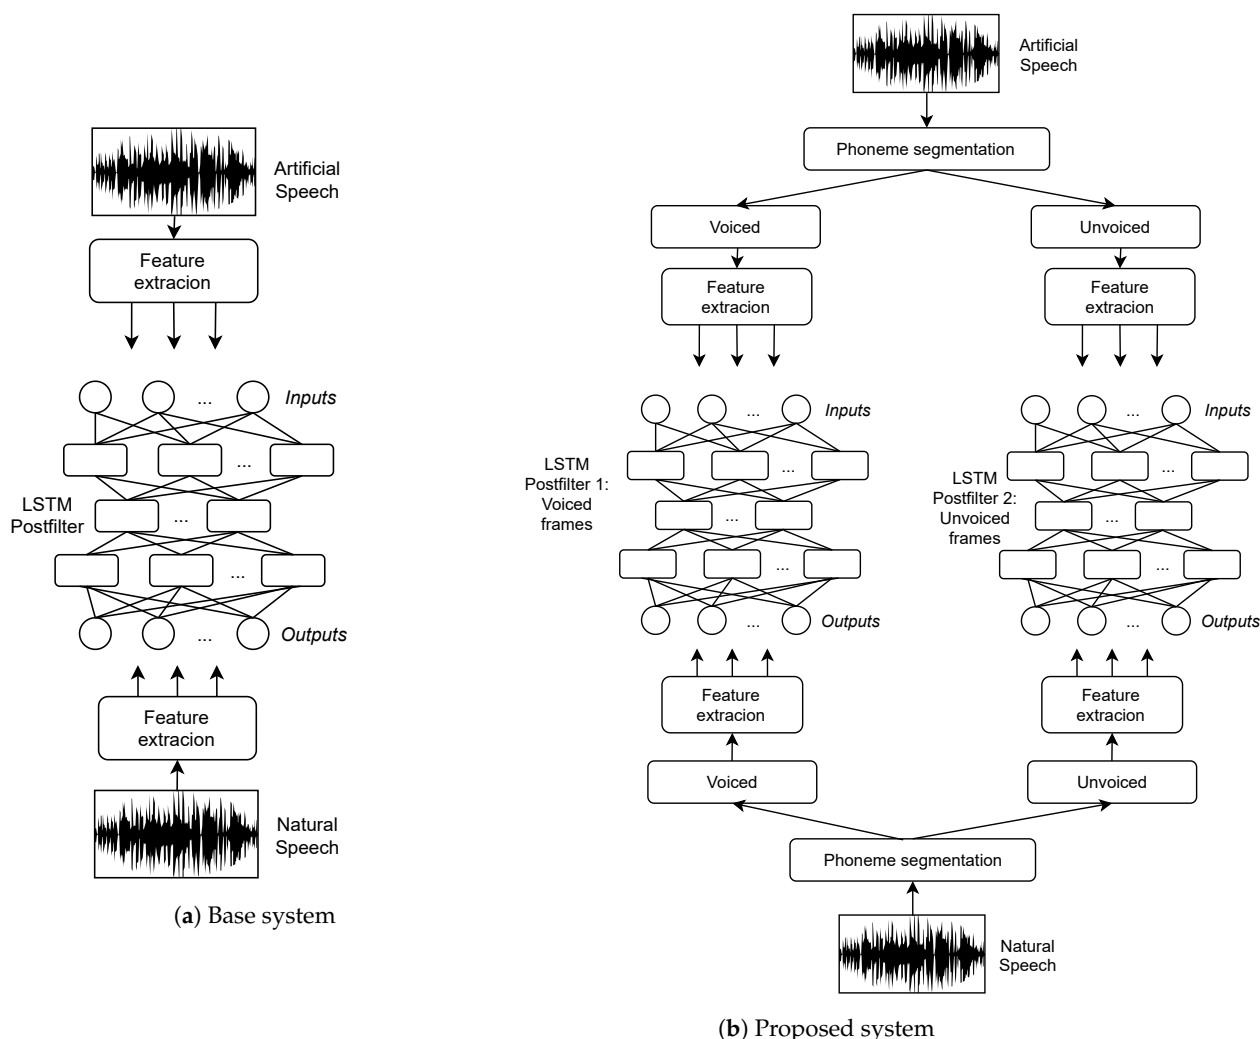 Artificial
Speech
Feature
extracion
...
Inputs
...
LSTM
Postfilter
...
...
...
Outputs
Feature
extracion
Natural
Speech
(a) Base system
Artificial
Speech
Phoneme segmentation
Voiced
Unvoiced
Feature
extracion
Feature
extracion
...
Inputs
LSTM
Postfilter 1:
Voiced
frames
...
...
...
...
Outputs
...
Inputs
LSTM
Postfilter 2:
Unvoiced
frames
...
...
...
...
Outputs
Feature
extracion
Feature
extracion
Voiced
Unvoiced
Phoneme segmentation
Natural
Speech
(b) Proposed system